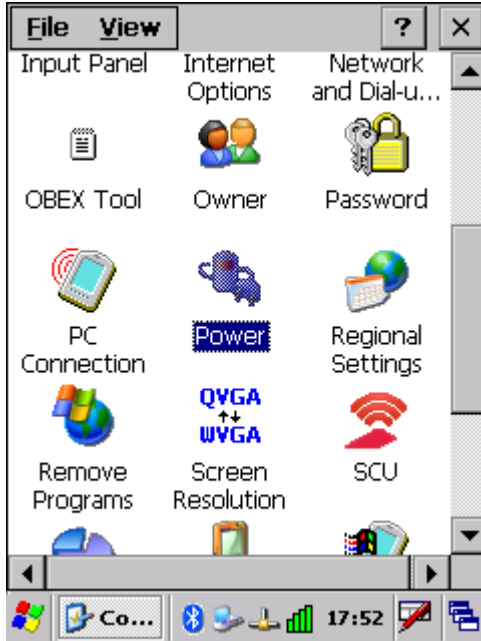 File View ? ×
Input Panel Internet Network
Options and Dial-u...
OBEX Tool Owner Password
PC Power Regional
Connection Settings
QVGA
WVGA
Remove Screen SCU
Programs Resolution
Co... 17:52